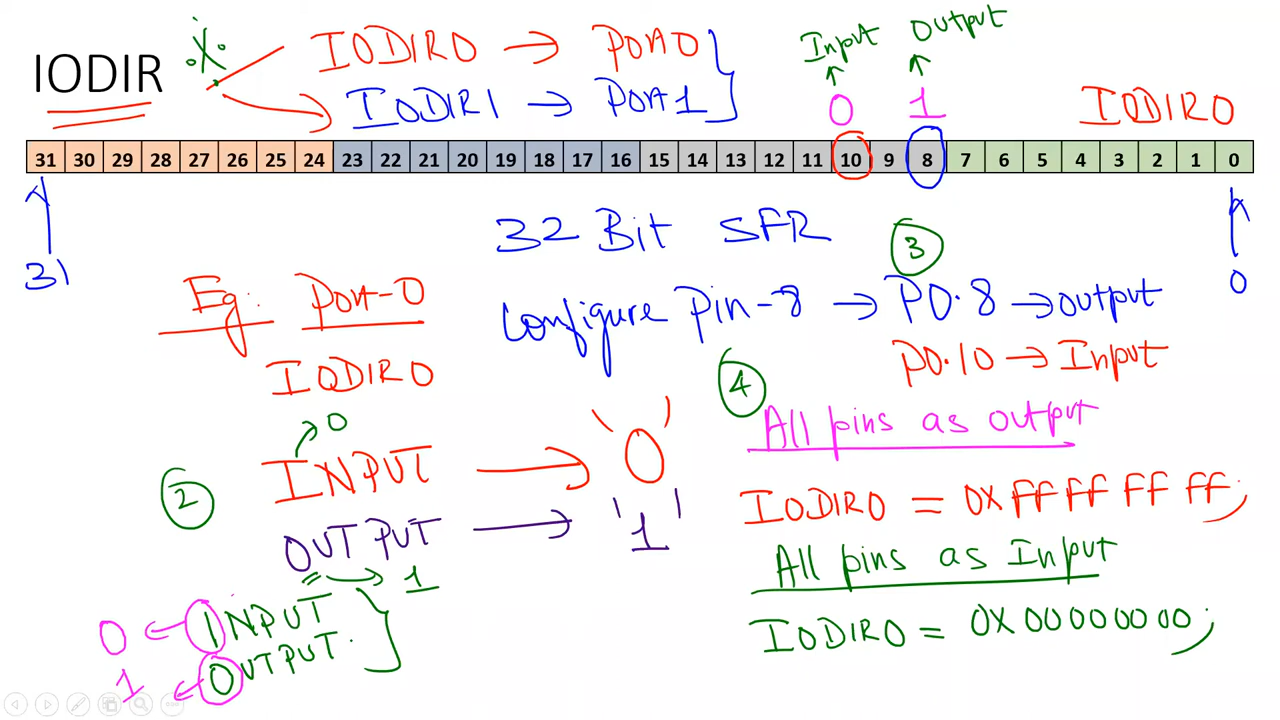 IODIR
X
IODIR0 → Port 0
IODIR1 → Port 1
Input
Output
0
1
IODIR0
31 30 29 28 27 26 25 24 23 22 21 20 19 18 17 16 15 14 13 12 11 10 9 8 7 6 5 4 3 2 1 0
31
0
32 Bit SFR
Eg: Port-0
IODIR0
3
Configure Pin-8 → P0.8 → output
P0.10 → Input
0
2
INPUT → '0'
OUTPUT → '1'
1
0 ← INPUT
1 ← OUTPUT.
4
All pins as output
IODIR0 = 0X ff ff ff ff;
All pins as Input
IODIR0 = 0X 00000000;